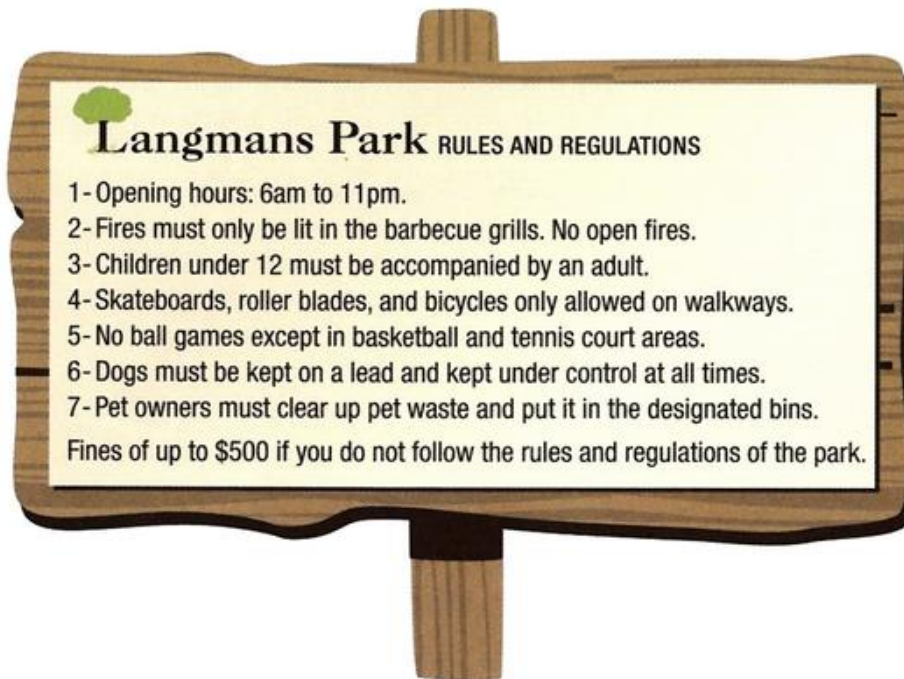 Langmans Park RULES AND REGULATIONS
1- Opening hours: 6am to 11pm.
2- Fires must only be lit in the barbecue grills. No open fires.
3- Children under 12 must be accompanied by an adult.
4- Skateboards, roller blades, and bicycles only allowed on walkways.
5- No ball games except in basketball and tennis court areas.
6- Dogs must be kept on a lead and kept under control at all times.
7- Pet owners must clear up pet waste and put it in the designated bins.
Fines of up to $500 if you do not follow the rules and regulations of the park.